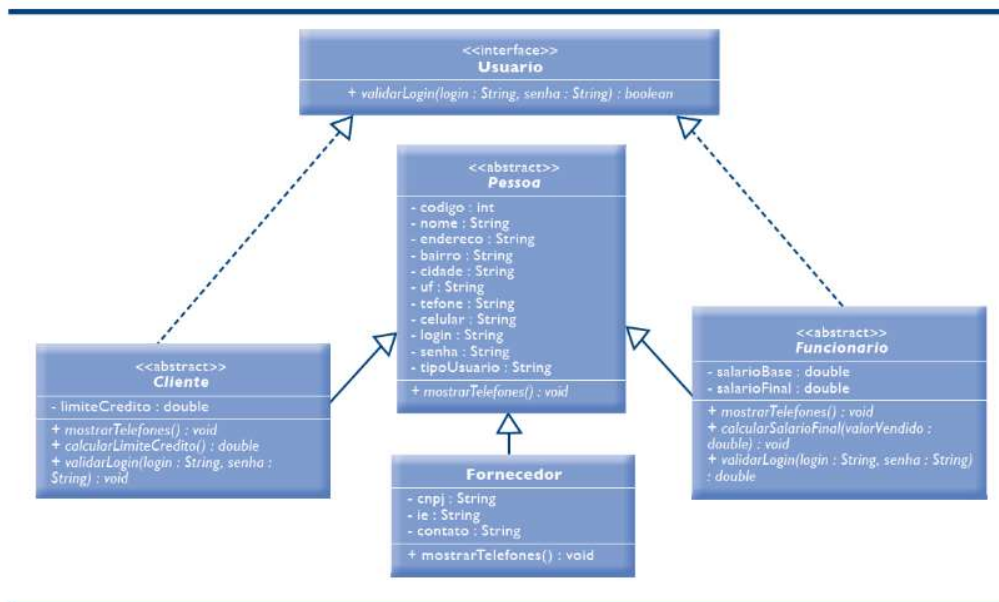 <<interface>>
Usuario
+ validarLogin(login : String, senha : String) : boolean
<<abstract>>
Pessoa
- codigo : int
- nome : String
- endereco : String
- bairro : String
- cidade : String
- uf : String
- tefone : String
- celular : String
- login : String
- senha : String
- tipoUsuario : String
+ mostrarTelefones() : void
<<abstract>>
Cliente
- limiteCredito : double
+ mostrarTelefones() : void
+ calcularLimiteCredito() : double
+ validarLogin(login : String, senha :
String) : void
<<abstract>>
Funcionario
- salarioBase : double
- salarioFinal : double
+ mostrarTelefones() : void
+ calcularSalarioFinal(valorVendido :
double) : void
+ validarLogin(login : String, senha : String)
: double
Fornecedor
- cnpj : String
- ie : String
- contato : String
+ mostrarTelefones() : void